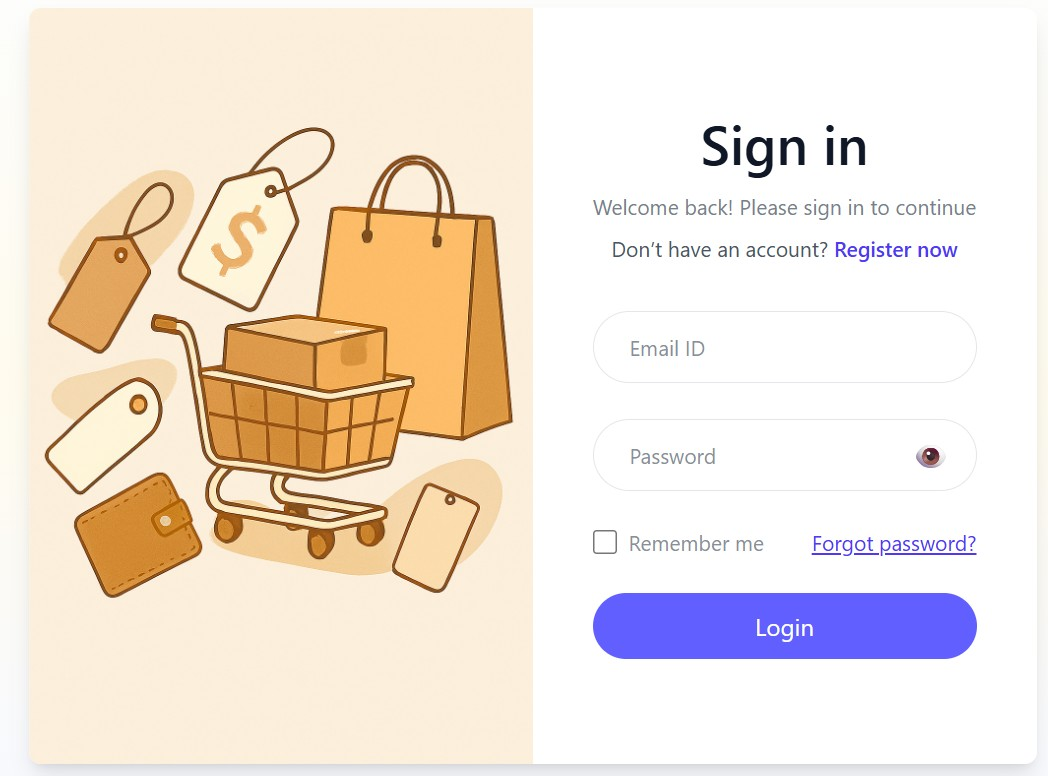 $
Sign in
Welcome back! Please sign in to continue
Don’t have an account? Register now
Email ID
Password
Remember me Forgot password?
Login